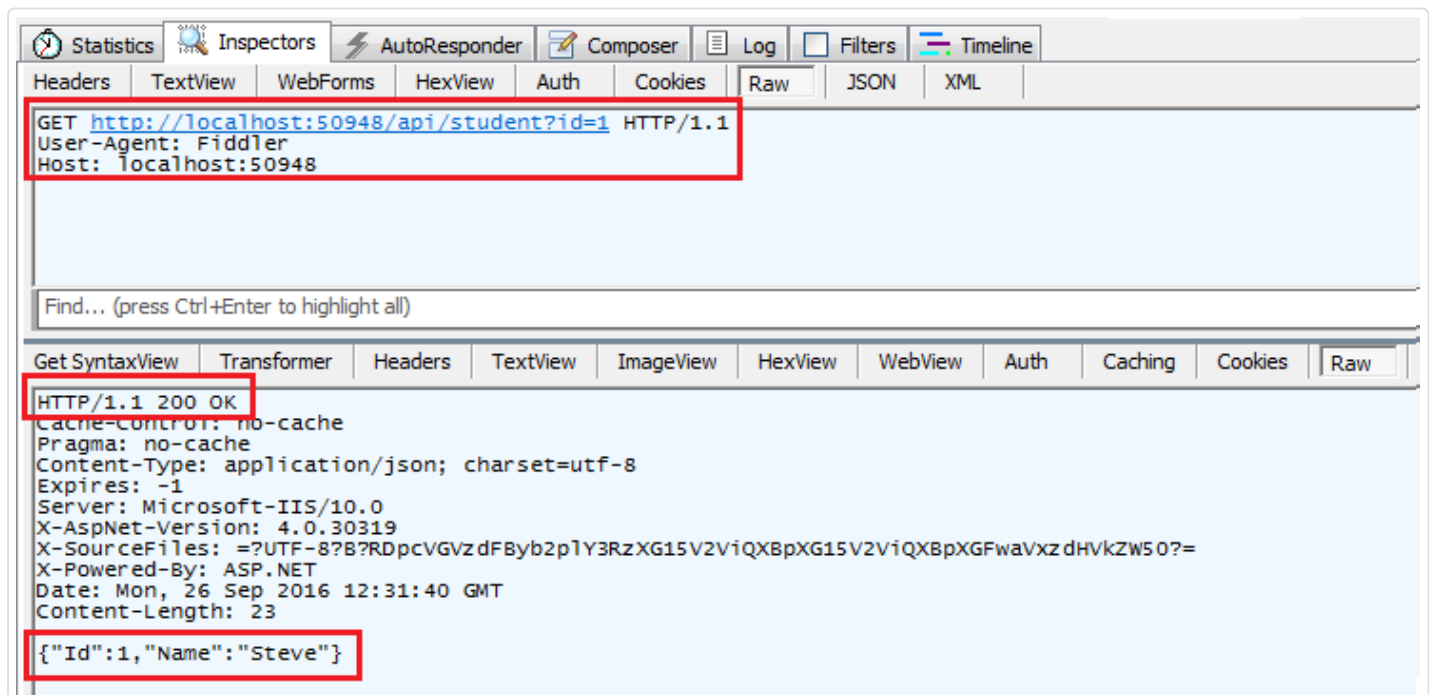 Statistics Inspectors AutoResponder Composer Log Filters Timeline
Headers TextView WebForms HexView Auth Cookies Raw JSON XML
GET http://localhost:50948/api/student?id=1 HTTP/1.1
User-Agent: Fiddler
Host: localhost:50948
Find... (press Ctrl+Enter to highlight all)
Get SyntaxView Transformer Headers TextView ImageView HexView WebView Auth Caching Cookies Raw
HTTP/1.1 200 OK
Cache-Control: no-cache
Pragma: no-cache
Content-Type: application/json; charset=utf-8
Expires: -1
Server: Microsoft-IIS/10.0
X-AspNet-Version: 4.0.30319
X-SourceFiles: =?UTF-8?B?RDpcVGVzdFByb2plY3RzXG15V2ViQXBpXG15V2ViQXBpXGFwaVxzdHVkZW50?=
X-Powered-By: ASP.NET
Date: Mon, 26 Sep 2016 12:31:40 GMT
Content-Length: 23
{"Id":1,"Name":"Steve"}